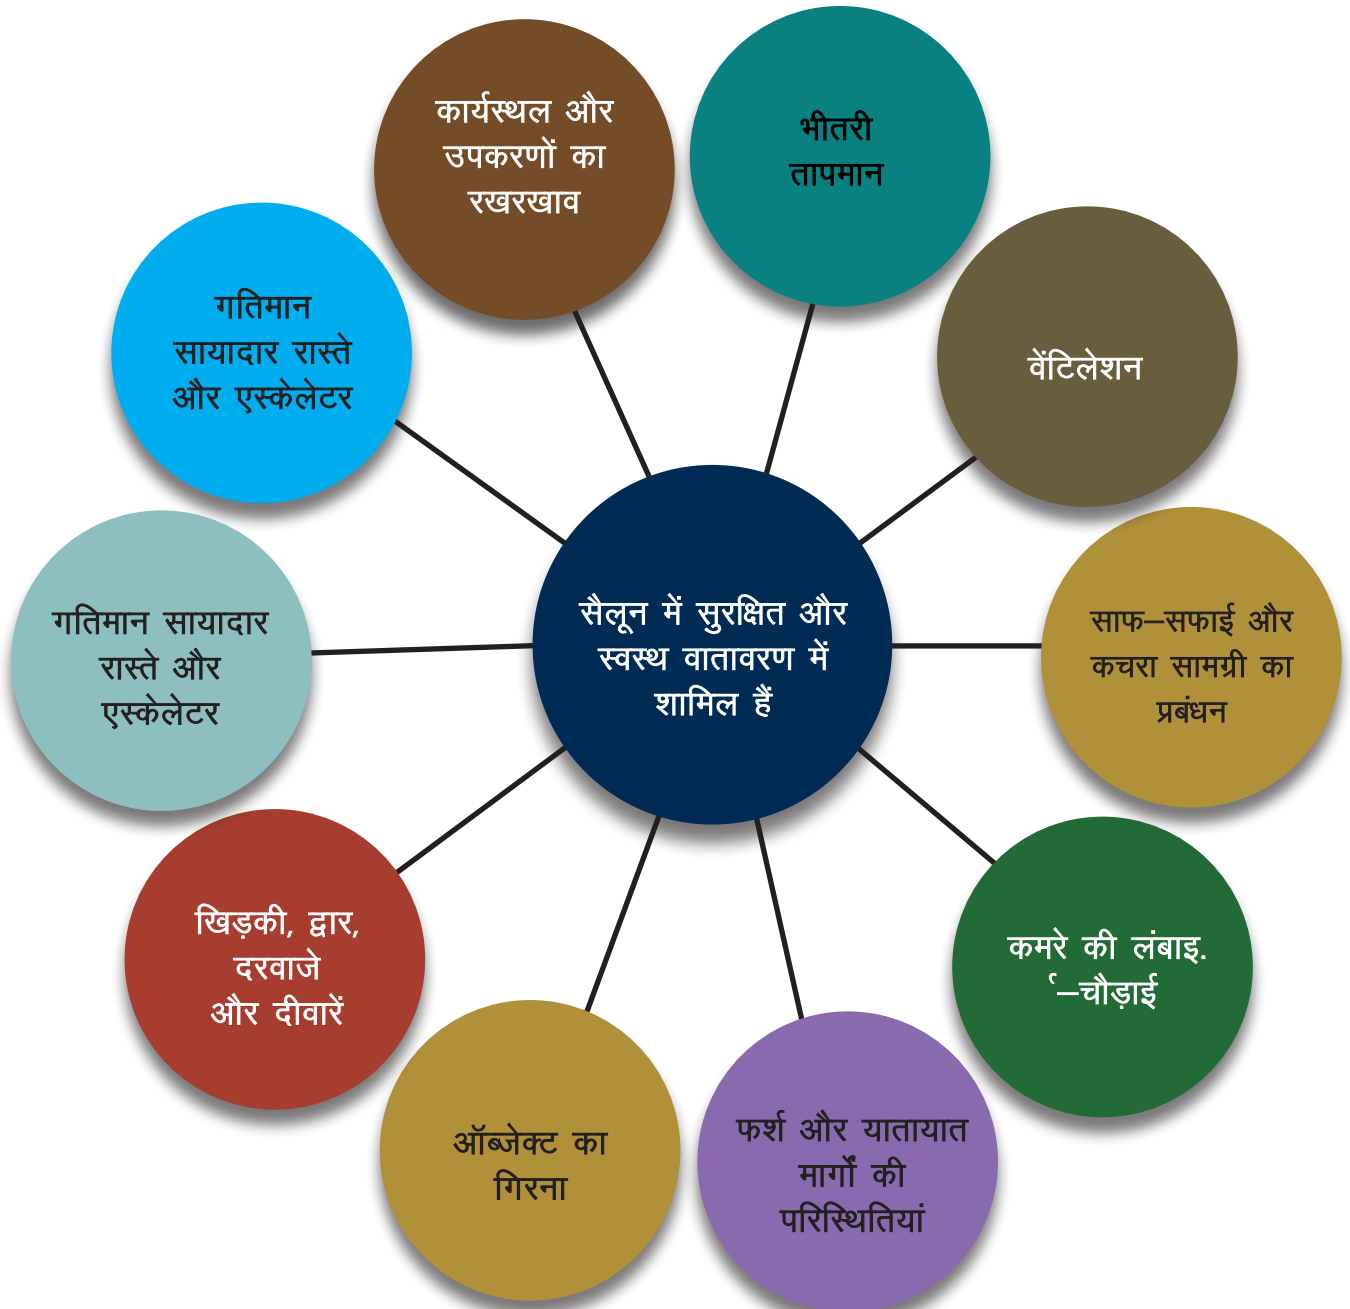 कार्यस्थल और
उपकरणों का
रखरखाव
भीतरी
तापमान
वेंटिलेशन
साफ–सफाई और
कचरा सामग्री का
प्रबंधन
कमरे की लंबाइ.
र्–चौड़ाई
फर्श और यातायात
मार्गों की
परिस्थितियां
ऑब्जेक्ट का
गिरना
खिड़की, द्वार,
दरवाजे
और दीवारें
गतिमान सायादार
रास्ते और
एस्केलेटर
गतिमान
सायादार रास्ते
और एस्केलेटर
सैलून में सुरक्षित और
स्वस्थ वातावरण में
शामिल हैं